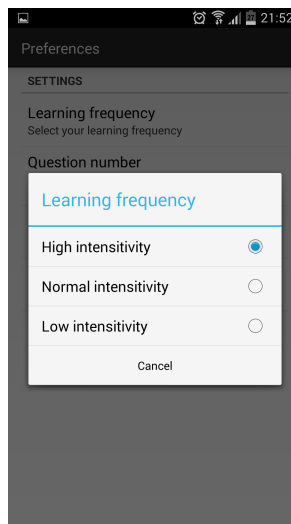 21:52
Preferences
SETTINGS
Learning frequency
Select your learning frequency
Question number
Learning frequency
High intensitivity
Normal intensitivity
Low intensitivity
Cancel